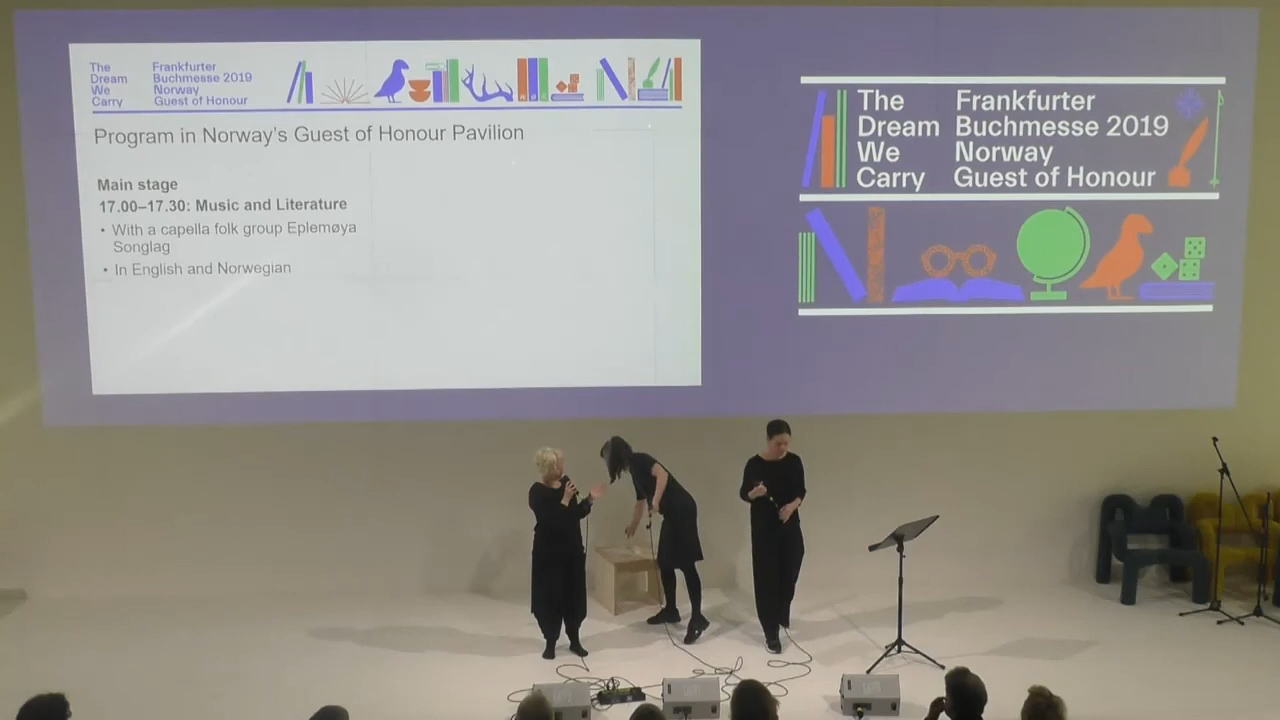 The
Dream
We
Carry
Frankfurter
Buchmesse 2019
Norway
Guest of Honour
Program in Norway's Guest of Honour Pavilion
Main stage
17.00–17.30: Music and Literature
• With a capella folk group Eplemøya
Songlag
• In English and Norwegian
The
Dream
We
Carry
Frankfurter
Buchmesse 2019
Norway
Guest of Honour